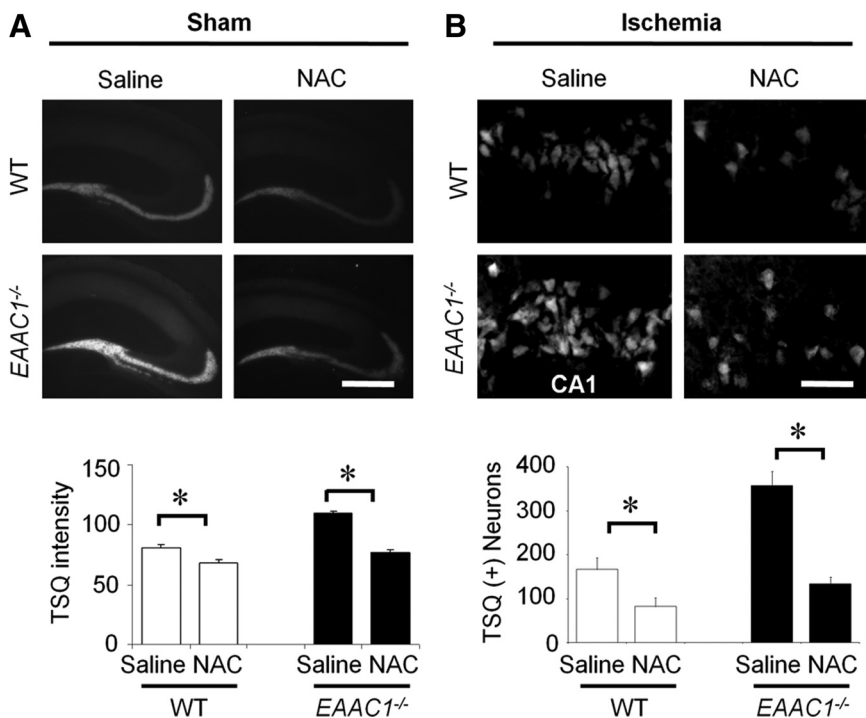 A
Sham
Saline NAC
WT
EAAC1-/-
TSQ intensity
150
100
50
0
*
*
Saline NAC Saline NAC
WT EAAC1-/-
B
Ischemia
Saline NAC
WT
EAAC1-/-
CA1
TSQ (+) Neurons
400
300
200
100
0
*
*
Saline NAC Saline NAC
WT EAAC1-/-